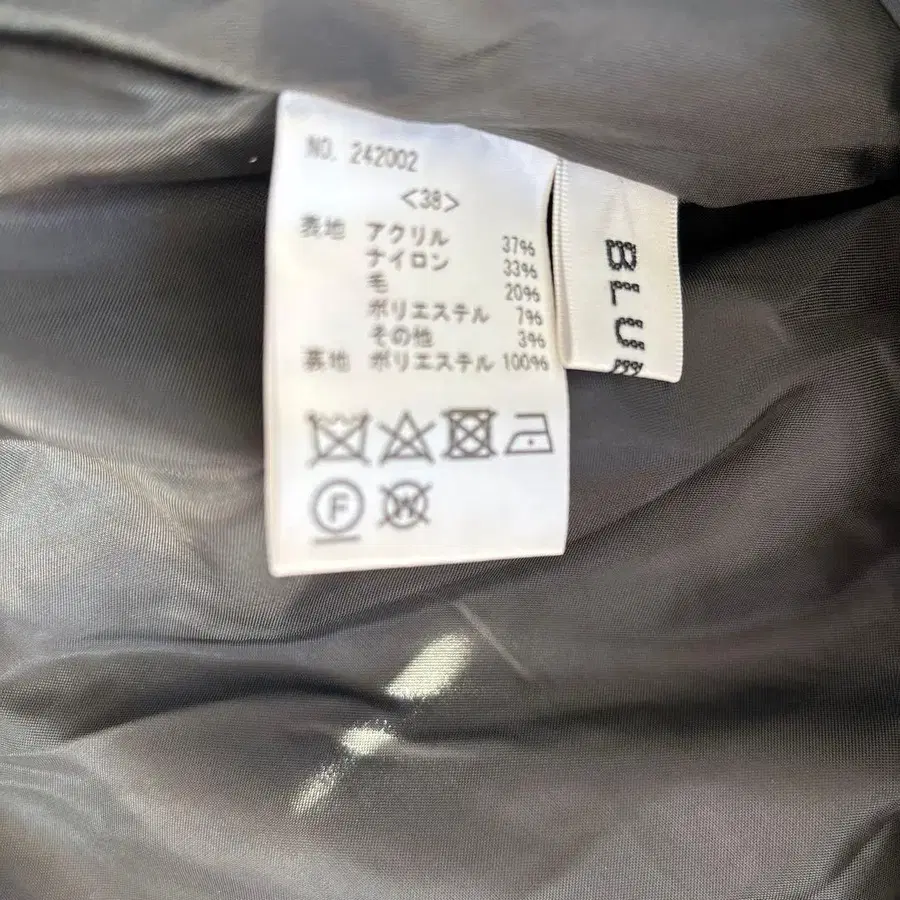 NO. 242002
<38>
表地 アクリル 37%
ナイロン 33%
毛 20%
ポリエステル 7%
その他 3%
裏地 ポリエステル 100%
F
W
BLU